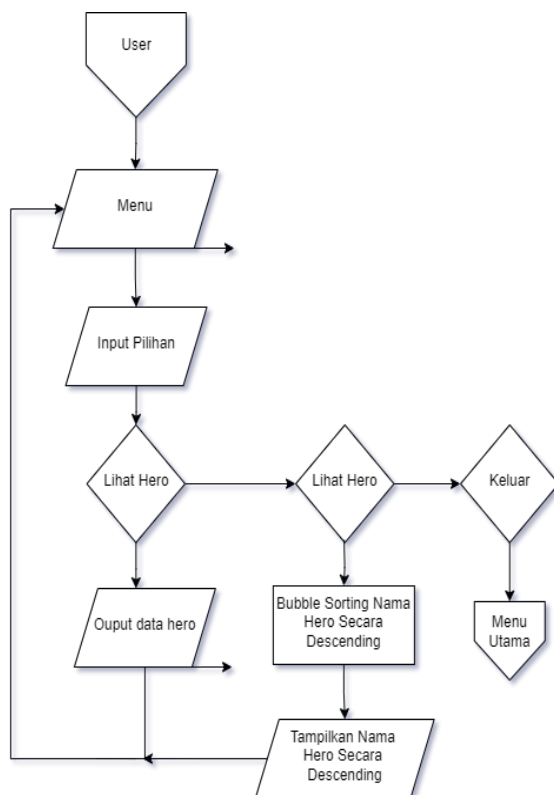 User
Menu
Input Pilihan
Lihat Hero
Lihat Hero
Keluar
Ouput data hero
Bubble Sorting Nama
Hero Secara
Descending
Menu
Utama
Tampilkan Nama
Hero Secara
Descending